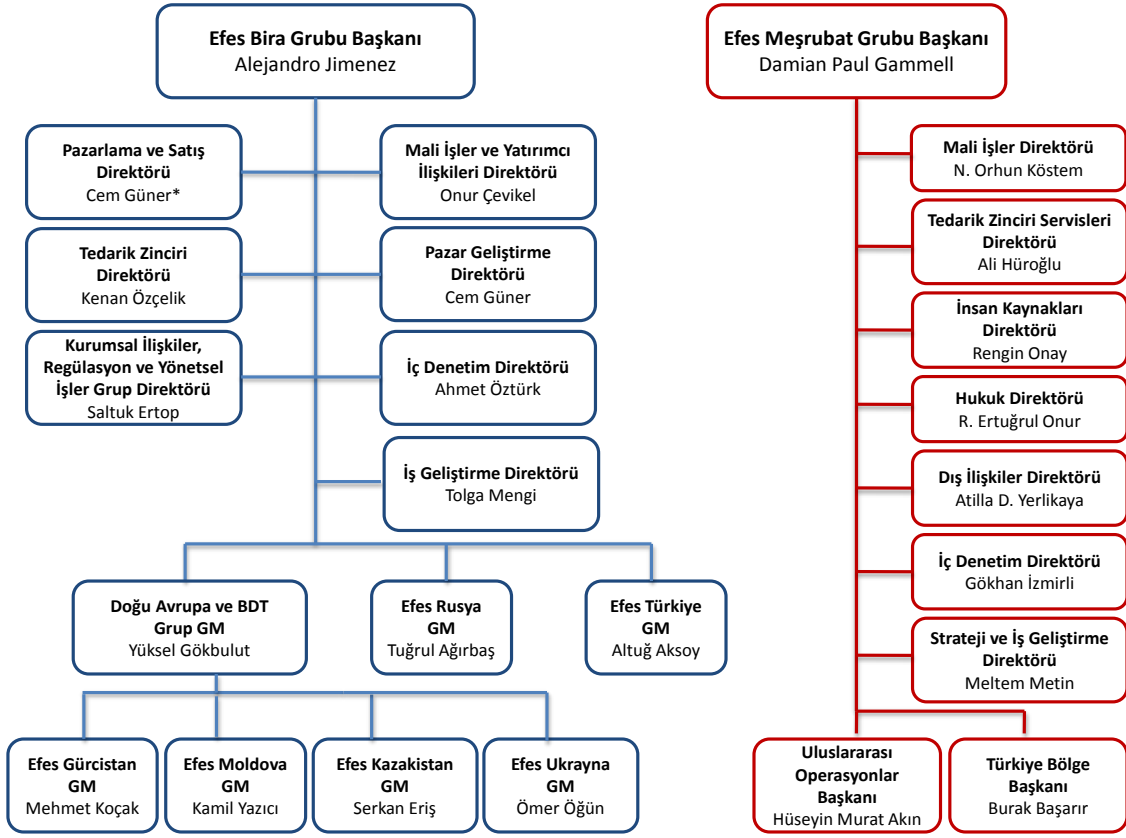 Efes Bira Grubu Başkanı
Alejandro Jimenez
Efes Meşrubat Grubu Başkanı
Damian Paul Gammell
Pazarlama ve Satış
Direktörü
Cem Güner*
Mali İşler ve Yatırımcı
İlişkileri Direktörü
Onur Çevikel
Tedarik Zinciri
Direktörü
Kenan Özçelik
Pazar Geliştirme
Direktörü
Cem Güner
Kurumsal İlişkiler,
Regülasyon ve Yönetsel
İşler Grup Direktörü
Saltuk Ertop
İç Denetim Direktörü
Ahmet Öztürk
İş Geliştirme Direktörü
Tolga Mengi
Doğu Avrupa ve BDT
Grup GM
Yüksel Gökbulut
Efes Rusya
GM
Tuğrul Ağırbaş
Efes Türkiye
GM
Altuğ Aksoy
Efes Gürcistan
GM
Mehmet Koçak
Efes Moldova
GM
Kamil Yazıcı
Efes Kazakistan
GM
Serkan Eriş
Efes Ukrayna
GM
Ömer Öğün
Mali İşler Direktörü
N. Orhun Köstem
Tedarik Zinciri Servisleri
Direktörü
Ali Hüroğlu
İnsan Kaynakları
Direktörü
Rengin Onay
Hukuk Direktörü
R. Ertuğrul Onur
Dış İlişkiler Direktörü
Atilla D. Yerlikaya
İç Denetim Direktörü
Gökhan İzmirli
Strateji ve İş Geliştirme
Direktörü
Meltem Metin
Uluslararası
Operasyonlar
Başkanı
Hüseyin Murat Akın
Türkiye Bölge
Başkanı
Burak Başarır